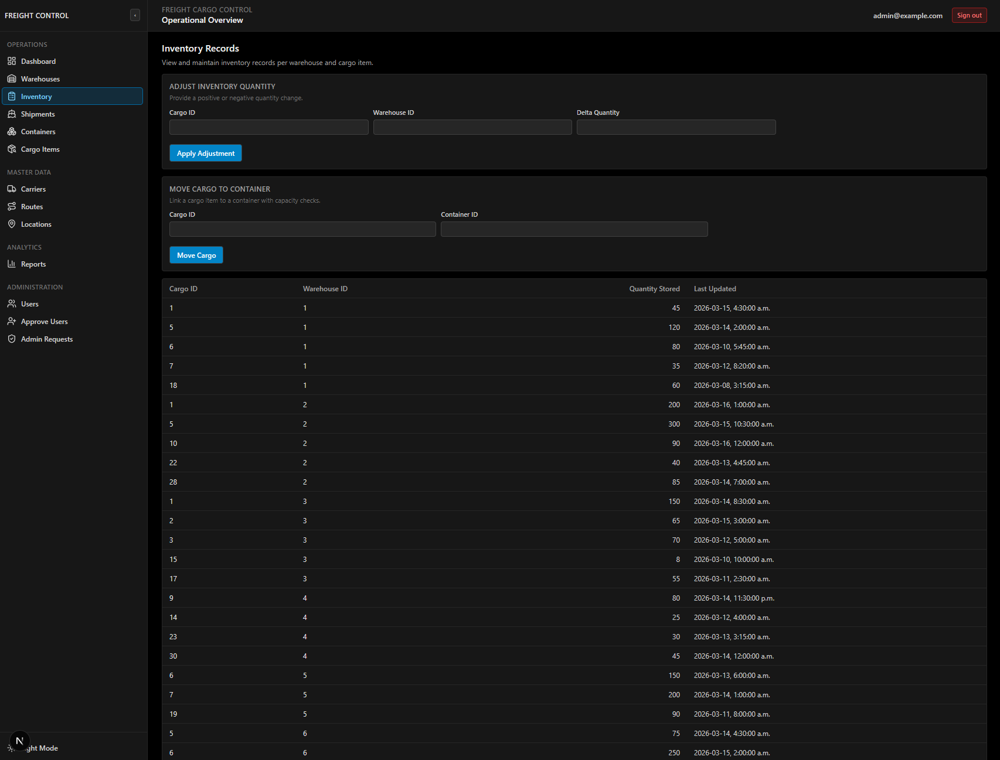 FREIGHT CONTROL
‹
OPERATIONS
Dashboard
Warehouses
Inventory
Shipments
Containers
Cargo Items
MASTER DATA
Carriers
Routes
Locations
ANALYTICS
Reports
ADMINISTRATION
Users
Approve Users
Admin Requests
N
ght Mode
FREIGHT CARGO CONTROL
Operational Overview
admin@example.com
Sign out
Inventory Records
View and maintain inventory records per warehouse and cargo item.
ADJUST INVENTORY QUANTITY
Provide a positive or negative quantity change.
Cargo ID Warehouse ID Delta Quantity
Apply Adjustment
MOVE CARGO TO CONTAINER
Link a cargo item to a container with capacity checks.
Cargo ID Container ID
Move Cargo
Cargo ID Warehouse ID Quantity Stored Last Updated
1 1 45 2026-03-15, 4:30:00 a.m.
5 1 120 2026-03-14, 2:00:00 a.m.
6 1 80 2026-03-10, 5:45:00 a.m.
7 1 35 2026-03-12, 8:20:00 a.m.
18 1 60 2026-03-08, 3:15:00 a.m.
1 2 200 2026-03-16, 1:00:00 a.m.
5 2 300 2026-03-15, 10:30:00 a.m.
10 2 90 2026-03-16, 12:00:00 a.m.
22 2 40 2026-03-13, 4:45:00 a.m.
28 2 85 2026-03-14, 7:00:00 a.m.
1 3 150 2026-03-14, 8:30:00 a.m.
2 3 65 2026-03-15, 3:00:00 a.m.
3 3 70 2026-03-12, 5:00:00 a.m.
15 3 8 2026-03-10, 10:00:00 a.m.
17 3 55 2026-03-11, 2:30:00 a.m.
9 4 80 2026-03-14, 11:30:00 p.m.
14 4 25 2026-03-12, 4:00:00 a.m.
23 4 30 2026-03-13, 3:15:00 a.m.
30 4 45 2026-03-14, 12:00:00 a.m.
6 5 150 2026-03-13, 6:00:00 a.m.
7 5 200 2026-03-14, 1:00:00 a.m.
19 5 90 2026-03-11, 8:00:00 a.m.
5 6 75 2026-03-14, 4:30:00 a.m.
6 6 250 2026-03-15, 2:00:00 a.m.